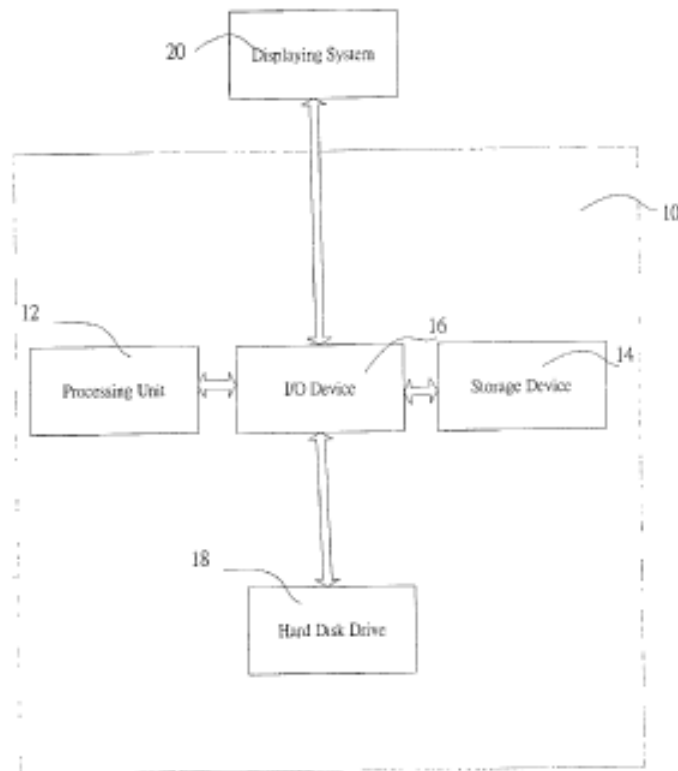 20
Displaying System
10
12
16
14
Processing Unit
I/O Device
Storage Device
18
Hard Disk Drive